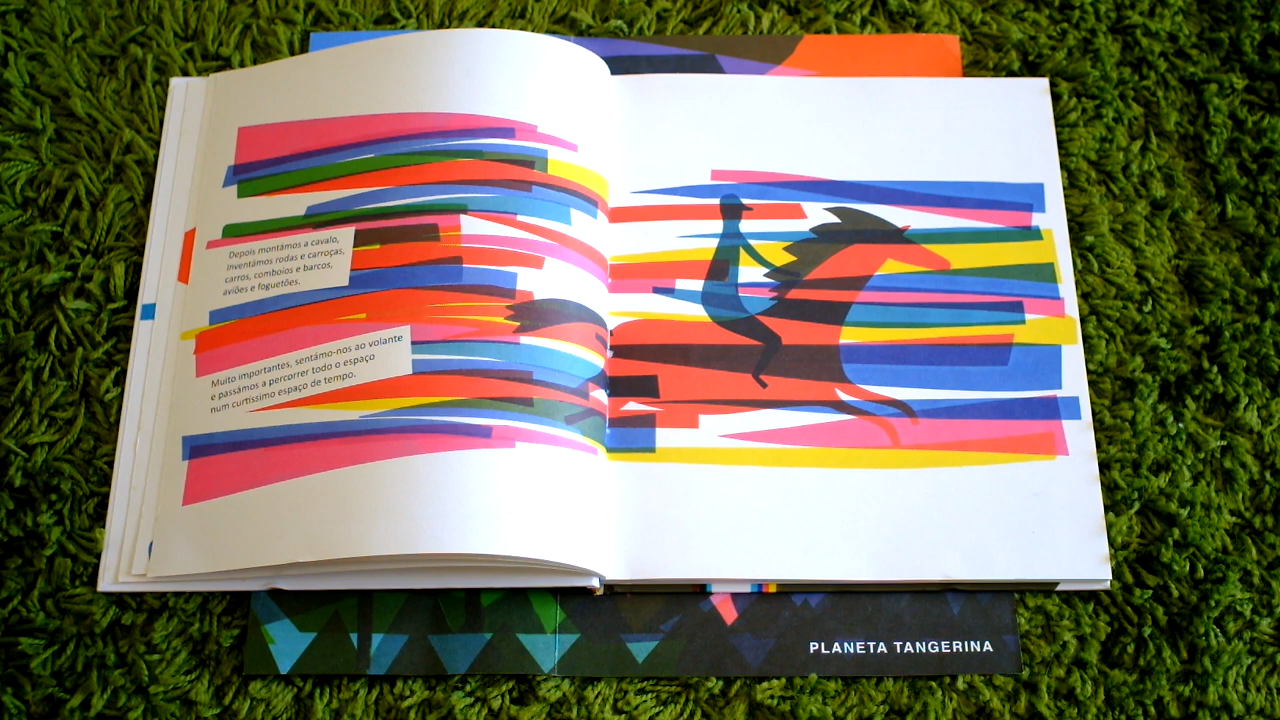 Depois montámos a cavalo,
inventámos rodas e carroças,
carros, comboios e barcos,
aviões e foguetões.
Muito importantes, sentámo-nos ao volante
e passámos a percorrer todo o espaço
num curtíssimo espaço de tempo.
PLANETA TANGERINA